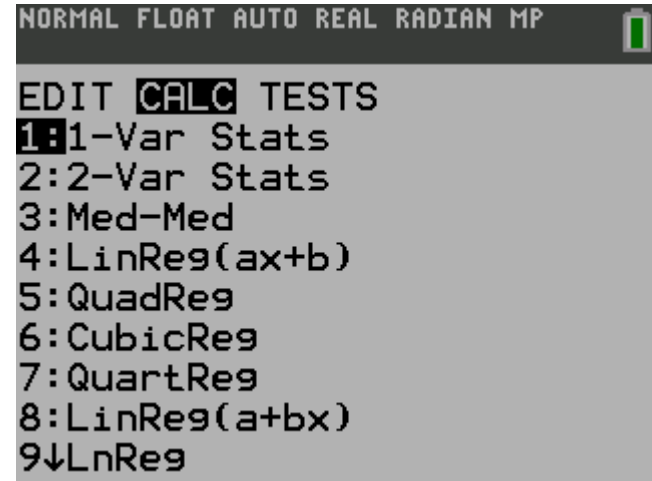 NORMAL FLOAT AUTO REAL RADIAN MP
EDIT CALC TESTS
1:1-Var Stats
2:2-Var Stats
3:Med-Med
4:LinReg(ax+b)
5:QuadReg
6:CubicReg
7:QuartReg
8:LinReg(a+bx)
9↓LnReg